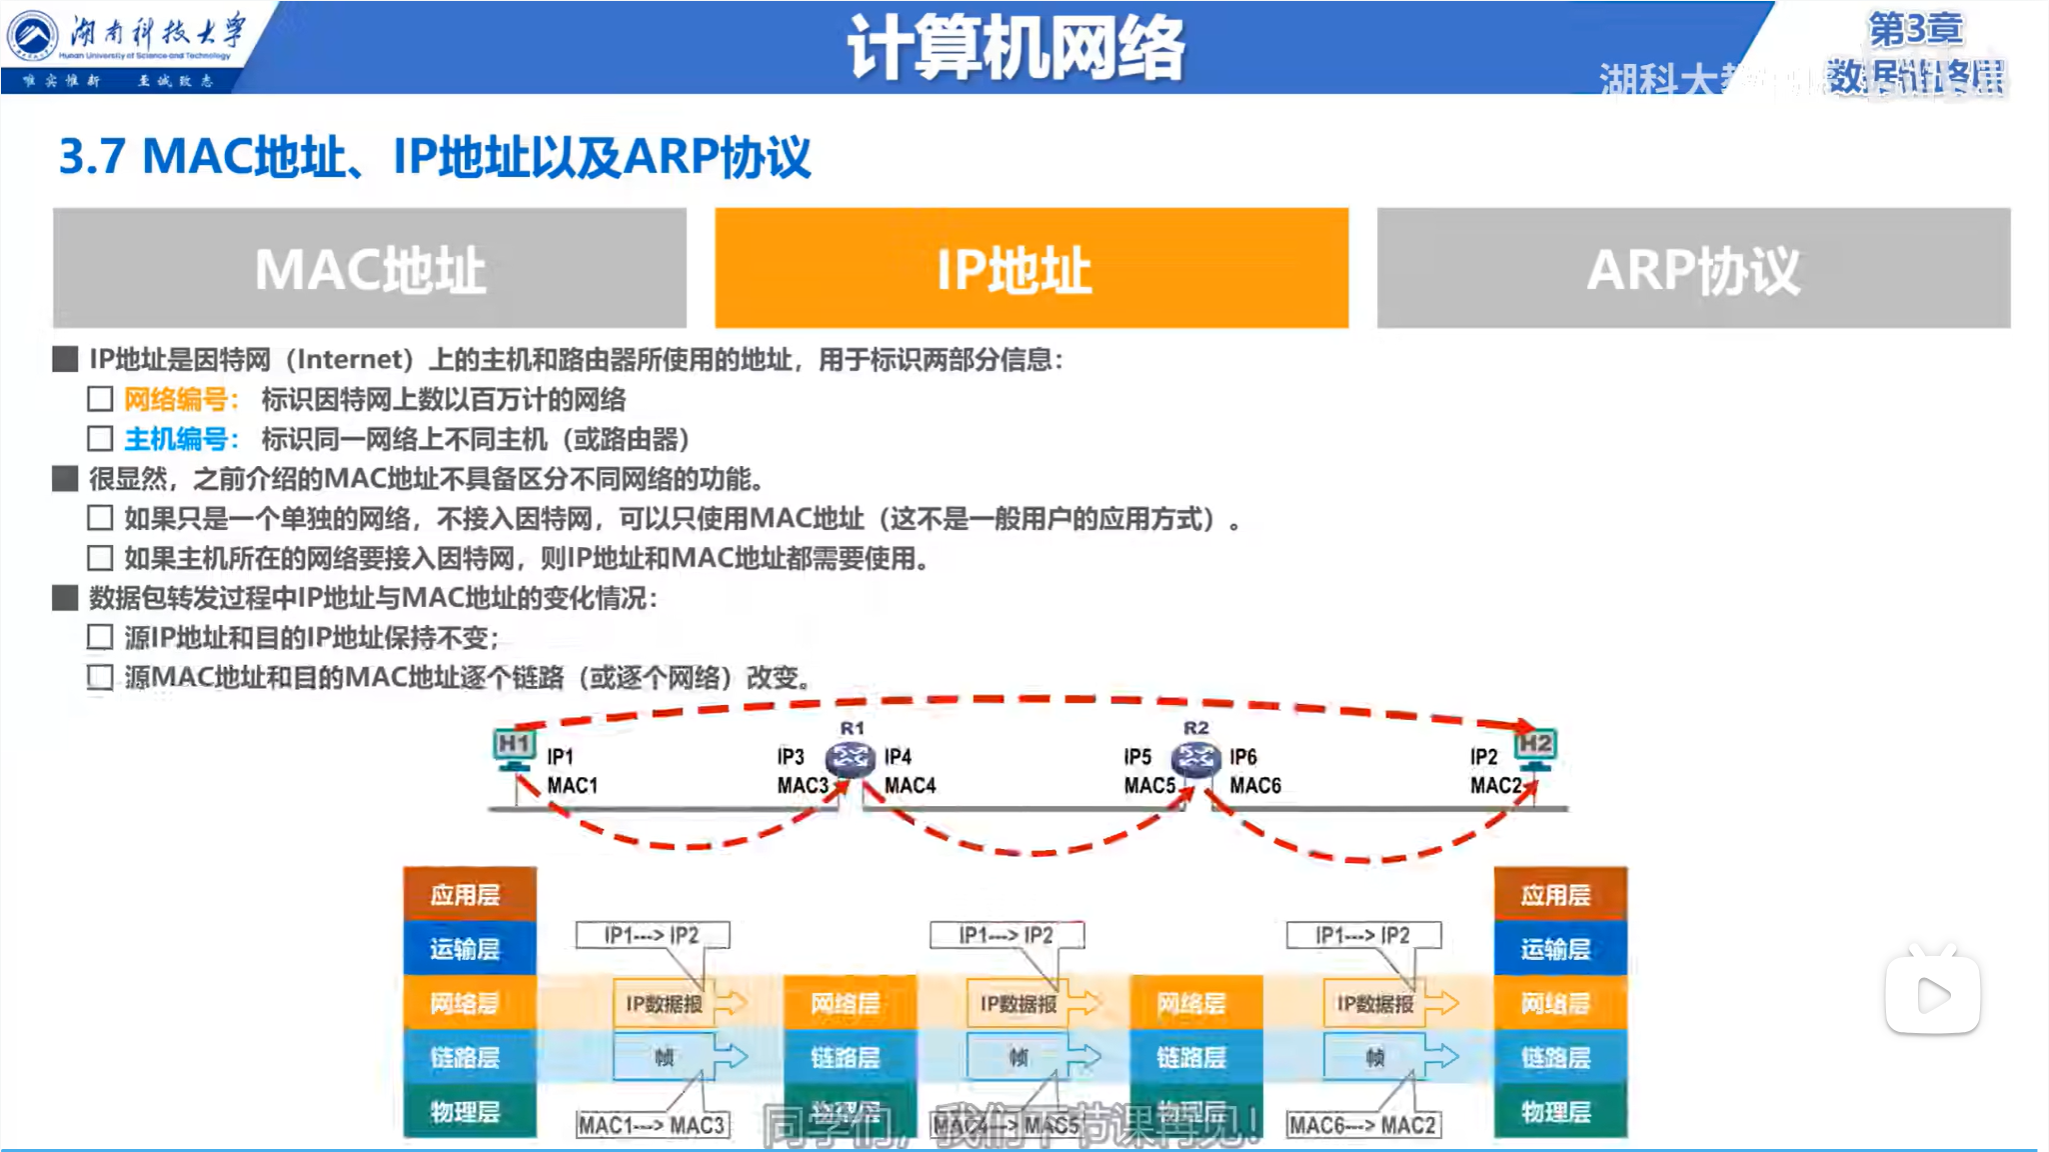 湖南科技大学
Hunan University of Science and Technology
唯实惟新 至诚致志
计算机网络
第3章
数据链路层
湖科大教
3.7 MAC地址、IP地址以及ARP协议
MAC地址
IP地址
ARP协议
IP地址是因特网（Internet）上的主机和路由器所使用的地址，用于标识两部分信息：
网络编号： 标识因特网上数以百万计的网络
主机编号： 标识同一网络上不同主机（或路由器）
很显然，之前介绍的MAC地址不具备区分不同网络的功能。
如果只是一个单独的网络，不接入因特网，可以只使用MAC地址（这不是一般用户的应用方式）。
如果主机所在的网络要接入因特网，则IP地址和MAC地址都需要使用。
数据包转发过程中IP地址与MAC地址的变化情况：
源IP地址和目的IP地址保持不变；
源MAC地址和目的MAC地址逐个链路（或逐个网络）改变。
R1 R2
H1 IP1 IP3 IP4 IP5 IP6 IP2 H2
MAC1 MAC3 MAC4 MAC5 MAC6 MAC2
应用层 应用层
运输层 IP1---> IP2 IP1---> IP2 IP1---> IP2 运输层
网络层 IP数据报 网络层 IP数据报 网络层 IP数据报 网络层
链路层 帧 链路层 帧 链路层 帧 链路层
物理层 MAC1---> MAC3 物理层 MAC4---> MAC5 物理层 MAC6---> MAC2 物理层
同学们，我们下节课再见！